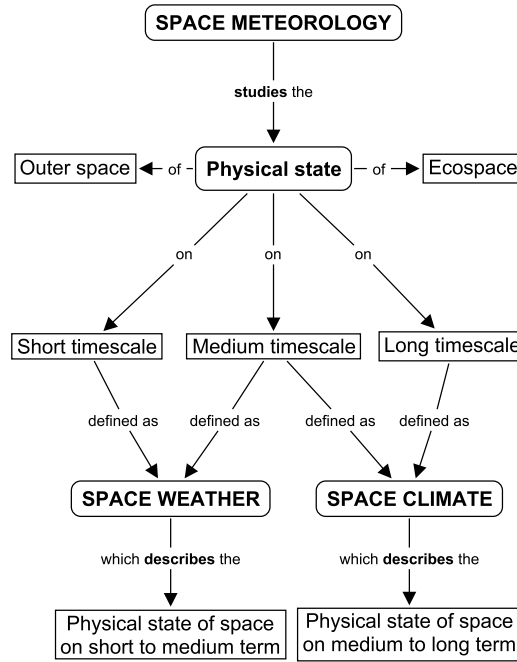 SPACE METEOROLOGY
studies the
Outer space
of
Physical state
of
Ecospace
on
on
on
Short timescale
Medium timescale
Long timescale
defined as
defined as
defined as
defined as
SPACE WEATHER
SPACE CLIMATE
which describes the
which describes the
Physical state of space
on short to medium term
Physical state of space
on medium to long term